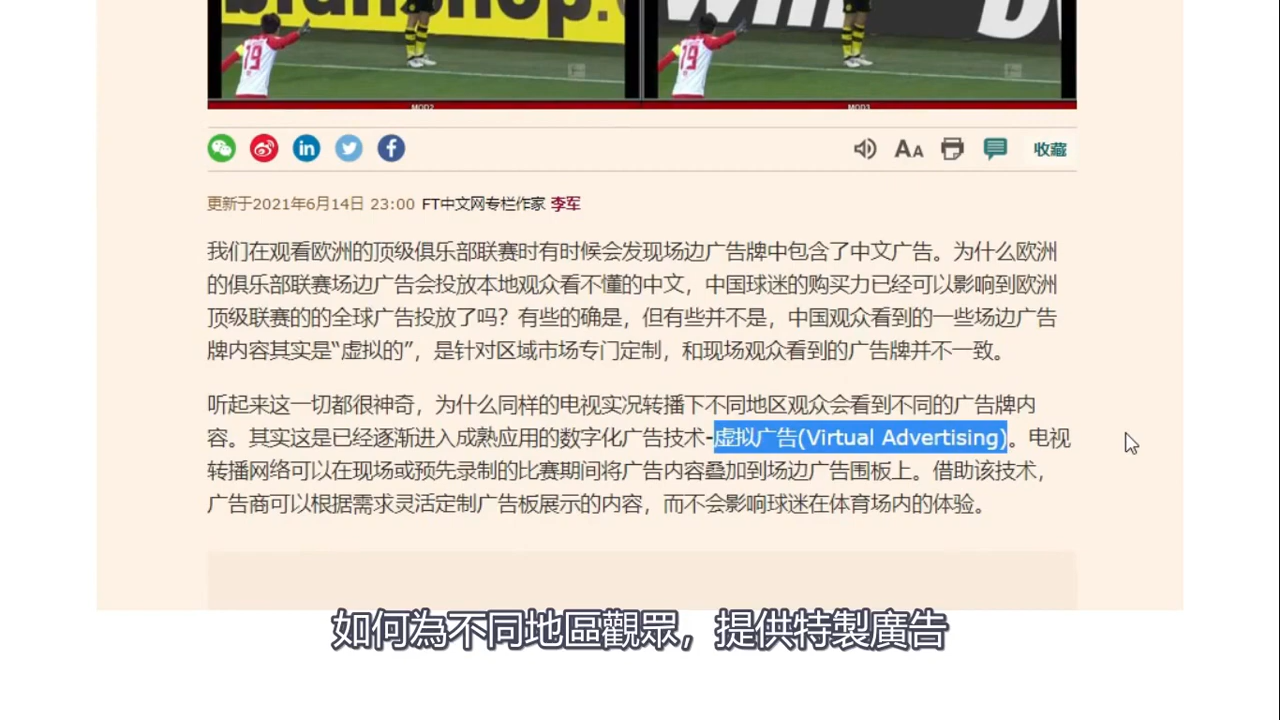 19
19
MOD2
MOD3
in
f
AA
收藏
更新于2021年6月14日 23:00 FT中文网专栏作家 李军
我们在观看欧洲的顶级俱乐部联赛时有时候会发现场边广告牌中包含了中文广告。为什么欧洲
的俱乐部联赛场边广告会投放本地观众看不懂的中文，中国球迷的购买力已经可以影响到欧洲
顶级联赛的的全球广告投放了吗？有些的确是，但有些并不是，中国观众看到的一些场边广告
牌内容其实是“虚拟的”，是针对区域市场专门定制，和现场观众看到的广告牌并不一致。
听起来这一切都很神奇，为什么同样的电视实况转播下不同地区观众会看到不同的广告牌内
容。其实这是已经逐渐进入成熟应用的数字化广告技术-虚拟广告(Virtual Advertising)。电视
转播网络可以在现场或预先录制的比赛期间将广告内容叠加到场边广告围板上。借助该技术，
广告商可以根据需求灵活定制广告板展示的内容，而不会影响球迷在体育场内的体验。
如何為不同地區觀眾，提供特製廣告